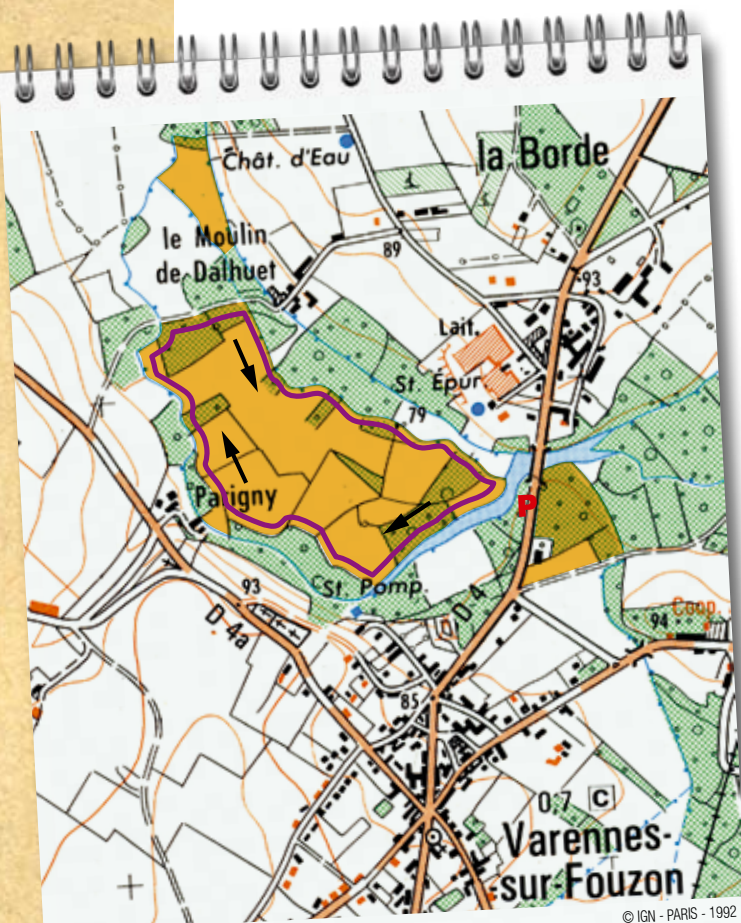 Chât. d'Eau
la Borde
le Moulin
de Dalhuet
89
93
Lait.
St. Épur.
79
P
Parigny
St. Pomp.
93
D 4
D 4a
Coop.
94
85
0,7 C
Varennes-
-sur-Fouzon
© IGN - PARIS - 1992